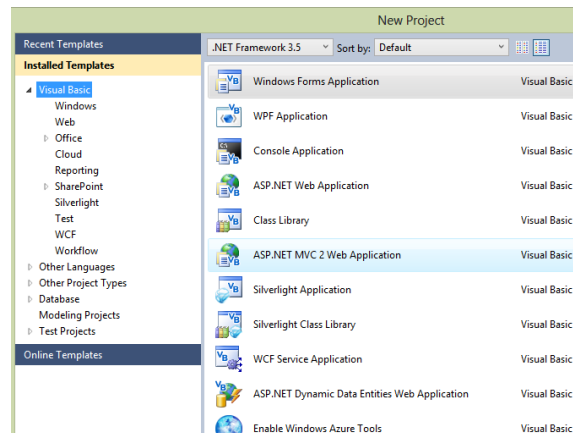 New Project
Recent Templates
Installed Templates
Visual Basic
Windows
Web
Office
Cloud
Reporting
SharePoint
Silverlight
Test
WCF
Workflow
Other Languages
Other Project Types
Database
Modeling Projects
Test Projects
Online Templates
.NET Framework 3.5 Sort by: Default
Windows Forms Application Visual Basic
WPF Application Visual Basic
Console Application Visual Basic
ASP.NET Web Application Visual Basic
Class Library Visual Basic
ASP.NET MVC 2 Web Application Visual Basic
Silverlight Application Visual Basic
Silverlight Class Library Visual Basic
WCF Service Application Visual Basic
ASP.NET Dynamic Data Entities Web Application Visual Basic
Enable Windows Azure Tools Visual Basic